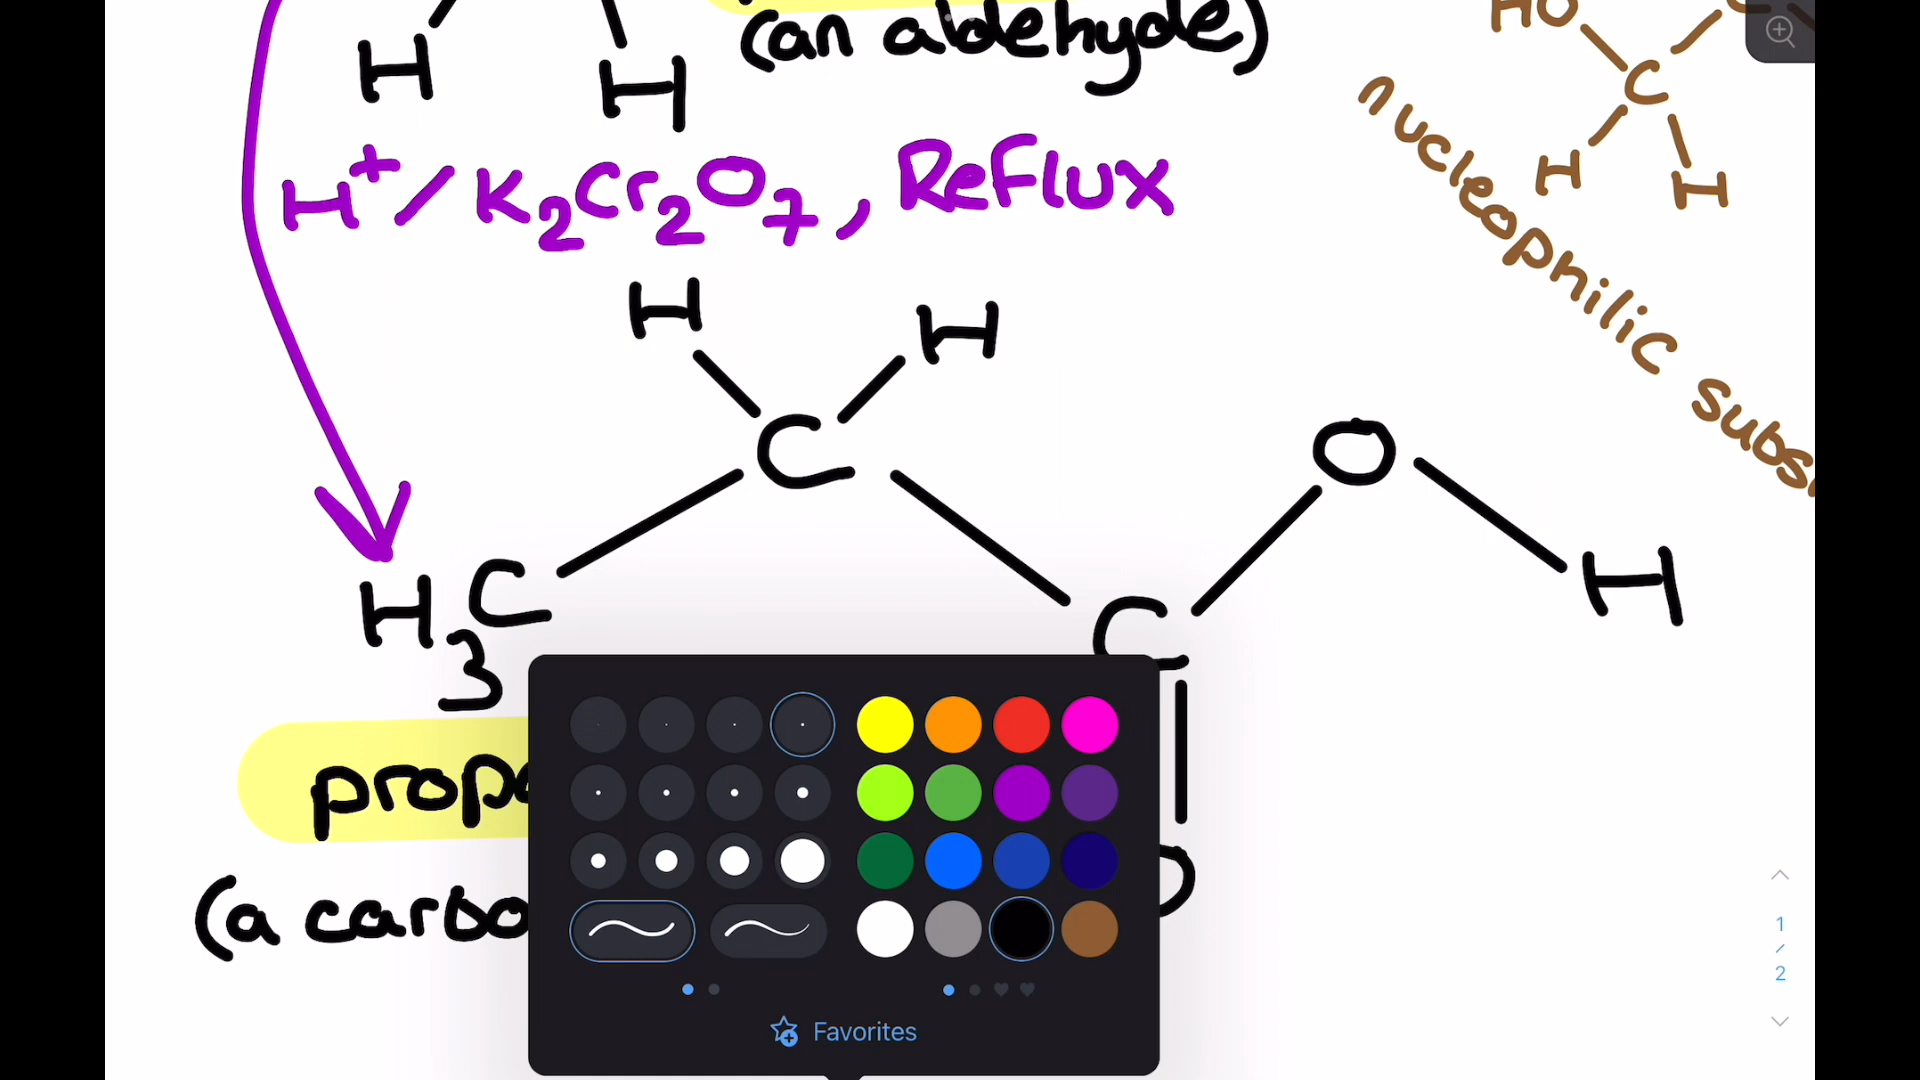 (an aldehyde)
HO
C
H
H
H
H
nucleophilic subs
H+/K2Cr2O7, Reflux
H
H
C
O
H
H3C
C
O
prop
(a carbo
1
/
2
Favorites